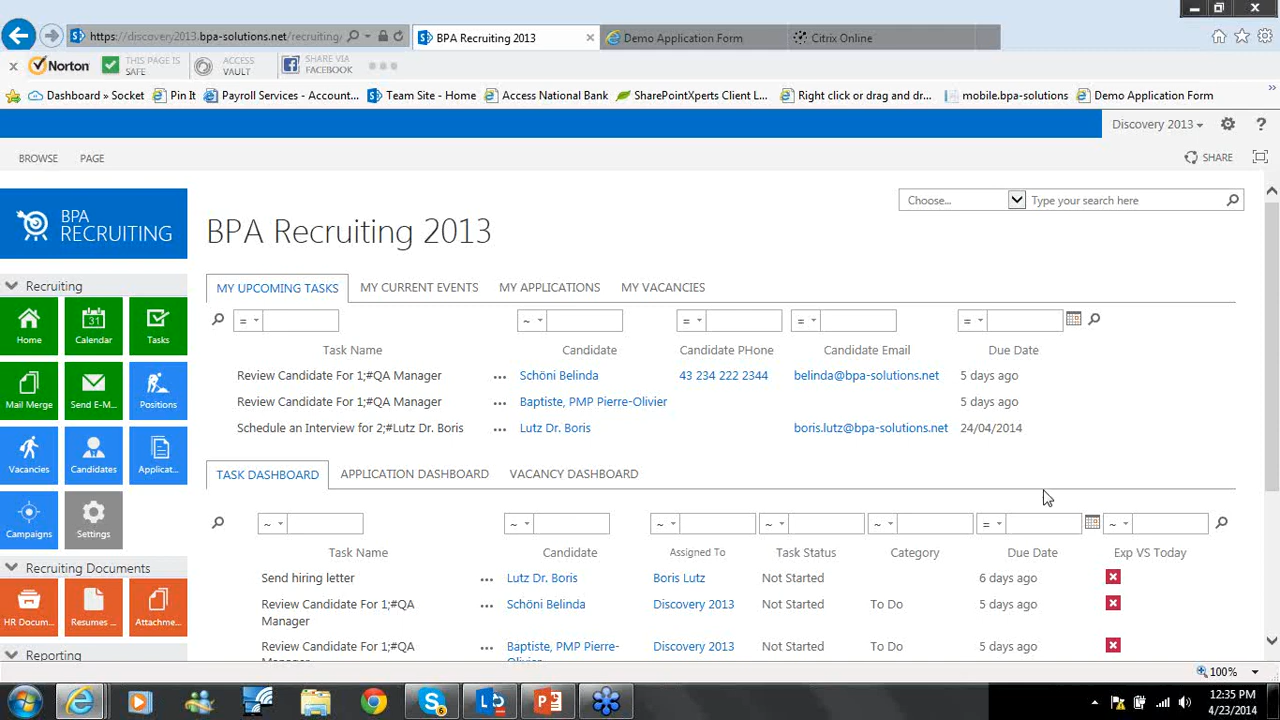 https://discovery2013.bpa-solutions.net/recruiting/
BPA Recruiting 2013
Demo Application Form
Citrix Online
Norton
THIS PAGE IS SAFE
ACCESS VAULT
SHARE VIA FACEBOOK
Dashboard » Socket
Pin It
Payroll Services - Account...
Team Site - Home
Access National Bank
SharePointXperts Client L...
Right click or drag and dr...
mobile.bpa-solutions
Demo Application Form
Discovery 2013
BROWSE
PAGE
SHARE
BPA RECRUITING
BPA Recruiting 2013
Choose...
Type your search here
Recruiting
Home
Calendar
Tasks
Mail Merge
Send E-M...
Positions
Vacancies
Candidates
Applicat...
Campaigns
Settings
Recruiting Documents
HR Docum...
Resumes ...
Attachme...
Reporting
MY UPCOMING TASKS
MY CURRENT EVENTS
MY APPLICATIONS
MY VACANCIES
= ~ = = =
Task Name Candidate Candidate PHone Candidate Email Due Date
Review Candidate For 1;#QA Manager ... Schöni Belinda 43 234 222 2344 belinda@bpa-solutions.net 5 days ago
Review Candidate For 1;#QA Manager ... Baptiste, PMP Pierre-Olivier 5 days ago
Schedule an Interview for 2;#Lutz Dr. Boris ... Lutz Dr. Boris boris.lutz@bpa-solutions.net 24/04/2014
TASK DASHBOARD
APPLICATION DASHBOARD
VACANCY DASHBOARD
~ ~ ~ ~ ~ = ~
Task Name Candidate Assigned To Task Status Category Due Date Exp VS Today
Send hiring letter ... Lutz Dr. Boris Boris Lutz Not Started 6 days ago
Review Candidate For 1;#QA Manager ... Schöni Belinda Discovery 2013 Not Started To Do 5 days ago
Review Candidate For 1;#QA Manager ... Baptiste, PMP Pierre-Olivier Discovery 2013 Not Started To Do 5 days ago
100%
6
12:35 PM
4/23/2014